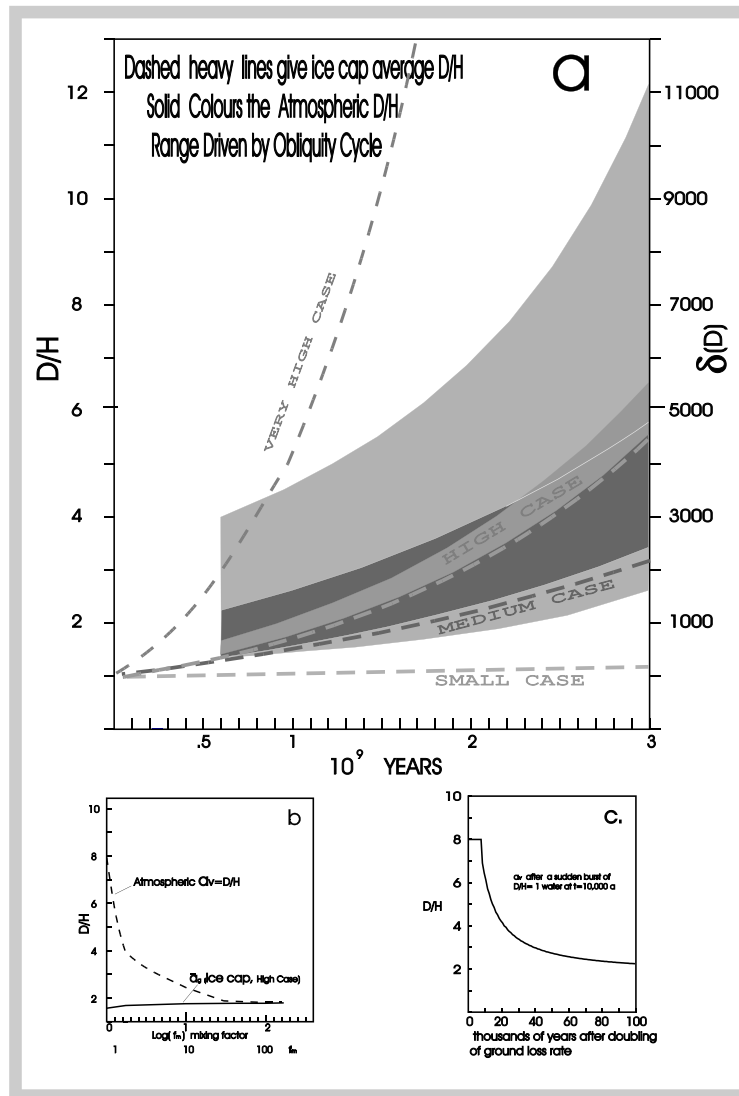 Dashed heavy lines give ice cap average D/H
Solid Colours the Atmospheric D/H
Range Driven by Obliquity Cycle
a
12
10
8
6
4
2
D/H
11000
9000
7000
5000
3000
1000
δ(D)
VERY HIGH CASE
HIGH CASE
MEDIUM CASE
SMALL CASE
.5 1 2 3
10⁹ YEARS
b
10
8
6
4
2
D/H
Atmospheric av=D/H
āg (Ice cap, High Case)
0 1 2
Log(fm) mixing factor
1 10 100 fm
c.
10
8
6
4
2
D/H
av after a sudden burst of
D/H= 1 water at t=10,000 a
0 20 40 60 80 100
thousands of years after doubling
of ground loss rate